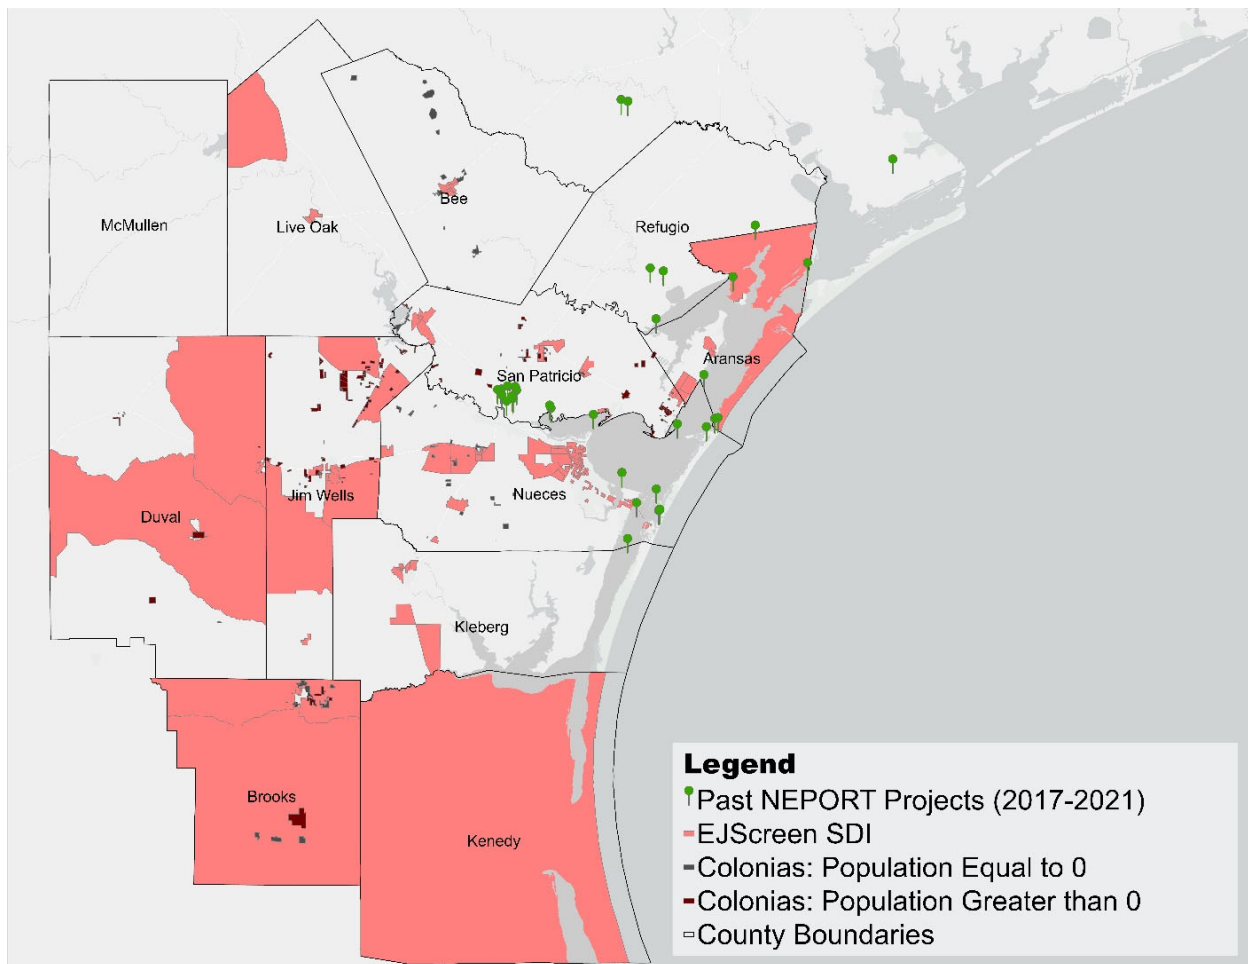 McMullen
Live Oak
Bee
Refugio
Aransas
San Patricio
Jim Wells
Nueces
Duval
Kleberg
Brooks
Kenedy
Legend
Past NEPORT Projects (2017-2021)
EJScreen SDI
Colonias: Population Equal to 0
Colonias: Population Greater than 0
County Boundaries